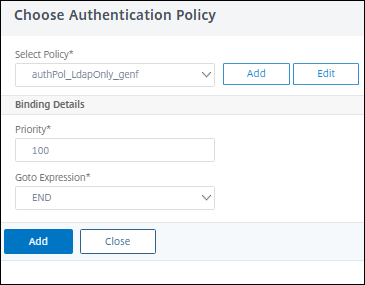 Choose Authentication Policy
Select Policy*
authPol_LdapOnly_genf
Add
Edit
Binding Details
Priority*
100
Goto Expression*
END
Add
Close